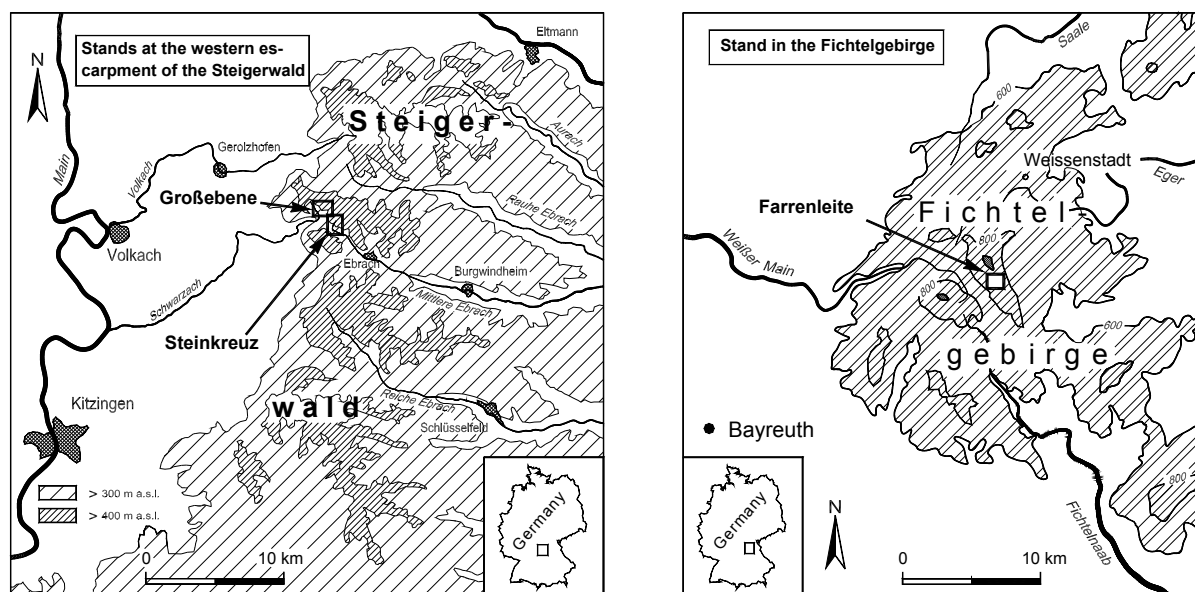 Stands at the western es-
carpment of the Steigerwald
N
Eltmann
Main
Steiger-
Aurach
Gerolzhofen
Volkach
Großebene
Rauhe Ebrach
Volkach
Ebrach
Burgwindheim
Schwarzach
Mittlere Ebrach
Steinkreuz
Kitzingen
wald
Reiche Ebrach
Schlüsselfeld
> 300 m a.s.l.
> 400 m a.s.l.
0 10 km
Germany
Stand in the Fichtelgebirge
Saale
600
Weissenstadt
Eger
Farrenleite
Fichtel-
800
Weißer Main
800
600
gebirge
Bayreuth
800
N
Fichtelnaab
Germany
0 10 km